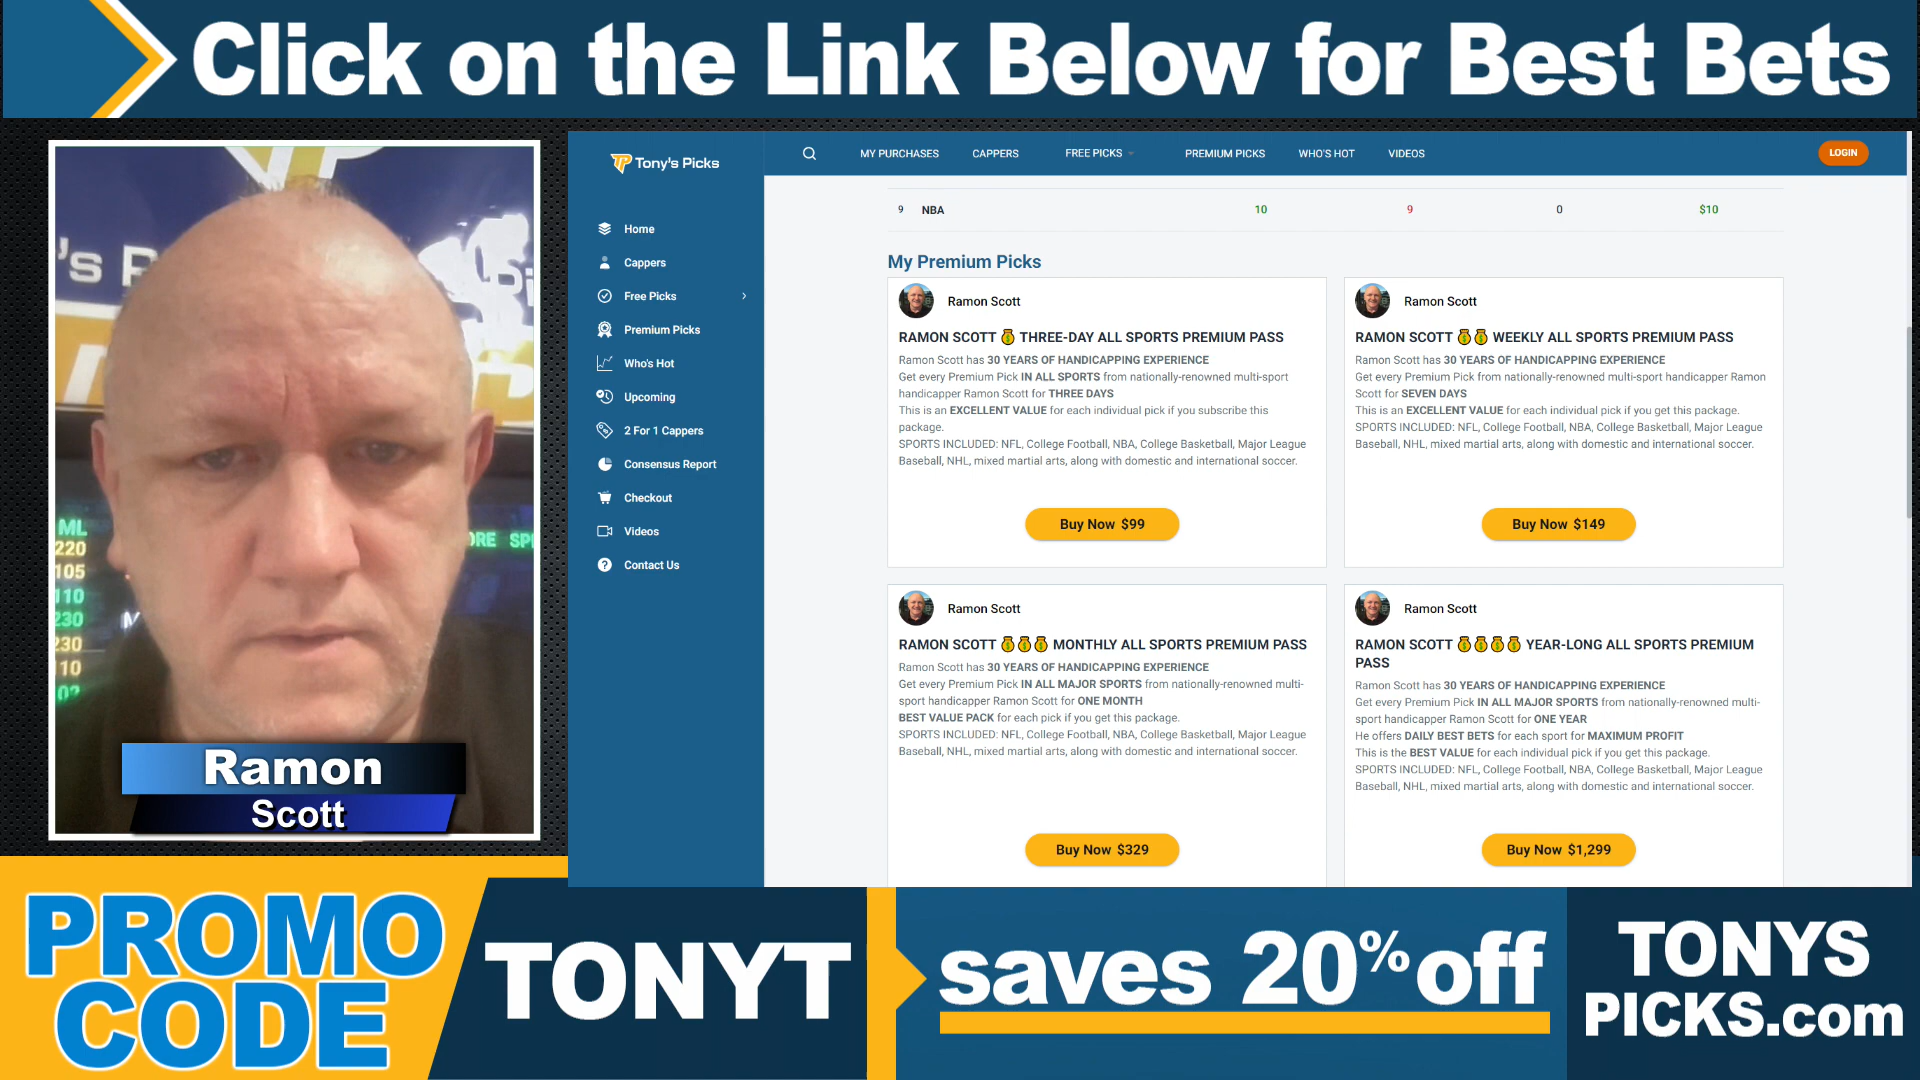 Click on the Link Below for Best Bets
's P
ML
220
105
110
230
230
10
ORE SP
Ramon
Scott
Tony's Picks
MY PURCHASES
CAPPERS
FREE PICKS
PREMIUM PICKS
WHO'S HOT
VIDEOS
LOGIN
Home
Cappers
Free Picks
Premium Picks
Who's Hot
Upcoming
2 For 1 Cappers
Consensus Report
Checkout
Videos
Contact Us
9 NBA 10 9 0 $10
My Premium Picks
Ramon Scott
RAMON SCOTT 💰 THREE-DAY ALL SPORTS PREMIUM PASS
Ramon Scott has 30 YEARS OF HANDICAPPING EXPERIENCE
Get every Premium Pick IN ALL SPORTS from nationally-renowned multi-sport
handicapper Ramon Scott for THREE DAYS
This is an EXCELLENT VALUE for each individual pick if you subscribe this
package.
SPORTS INCLUDED: NFL, College Football, NBA, College Basketball, Major League
Baseball, NHL, mixed martial arts, along with domestic and international soccer.
Buy Now $99
Ramon Scott
RAMON SCOTT 💰💰 WEEKLY ALL SPORTS PREMIUM PASS
Ramon Scott has 30 YEARS OF HANDICAPPING EXPERIENCE
Get every Premium Pick from nationally-renowned multi-sport handicapper Ramon
Scott for SEVEN DAYS
This is an EXCELLENT VALUE for each individual pick if you get this package.
SPORTS INCLUDED: NFL, College Football, NBA, College Basketball, Major League
Baseball, NHL, mixed martial arts, along with domestic and international soccer.
Buy Now $149
Ramon Scott
RAMON SCOTT 💰💰💰 MONTHLY ALL SPORTS PREMIUM PASS
Ramon Scott has 30 YEARS OF HANDICAPPING EXPERIENCE
Get every Premium Pick IN ALL MAJOR SPORTS from nationally-renowned multi-
sport handicapper Ramon Scott for ONE MONTH
BEST VALUE PACK for each pick if you get this package.
SPORTS INCLUDED: NFL, College Football, NBA, College Basketball, Major League
Baseball, NHL, mixed martial arts, along with domestic and international soccer.
Buy Now $329
Ramon Scott
RAMON SCOTT 💰💰💰💰 YEAR-LONG ALL SPORTS PREMIUM
PASS
Ramon Scott has 30 YEARS OF HANDICAPPING EXPERIENCE
Get every Premium Pick IN ALL MAJOR SPORTS from nationally-renowned multi-
sport handicapper Ramon Scott for ONE YEAR
He offers DAILY BEST BETS for each sport for MAXIMUM PROFIT
This is the BEST VALUE for each individual pick if you get this package.
SPORTS INCLUDED: NFL, College Football, NBA, College Basketball, Major League
Baseball, NHL, mixed martial arts, along with domestic and international soccer.
Buy Now $1,299
PROMO
CODE
TONYT
saves 20% off
TONYS
PICKS.com